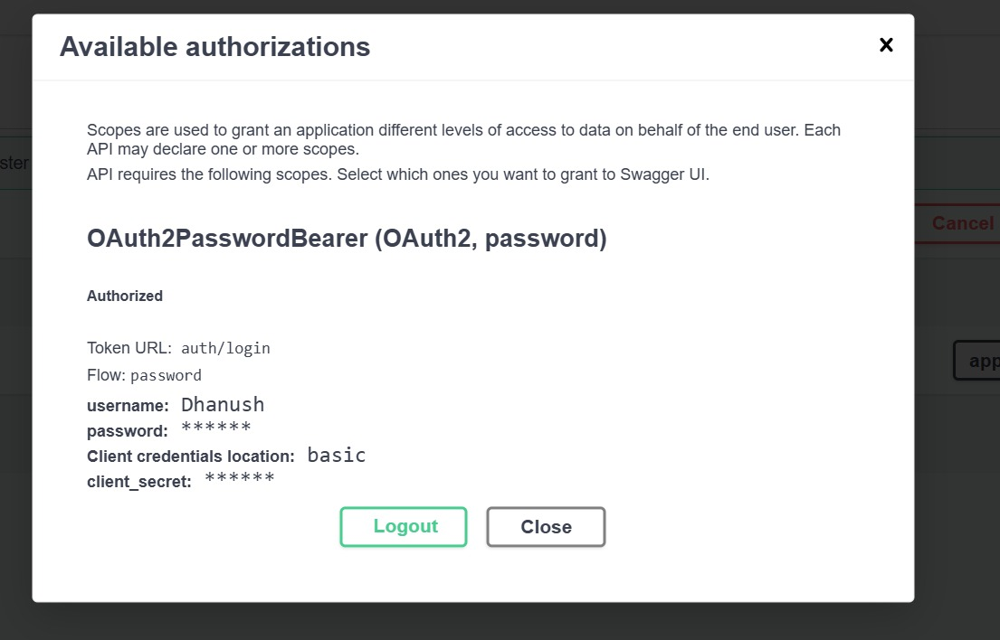 Available authorizations
Scopes are used to grant an application different levels of access to data on behalf of the end user. Each
API may declare one or more scopes.
API requires the following scopes. Select which ones you want to grant to Swagger UI.
ster
Cancel
OAuth2PasswordBearer (OAuth2, password)
Authorized
Token URL: auth/login
app
Flow: password
username: Dhanush
password: ******
Client credentials location: basic
client_secret: ******
Logout
Close